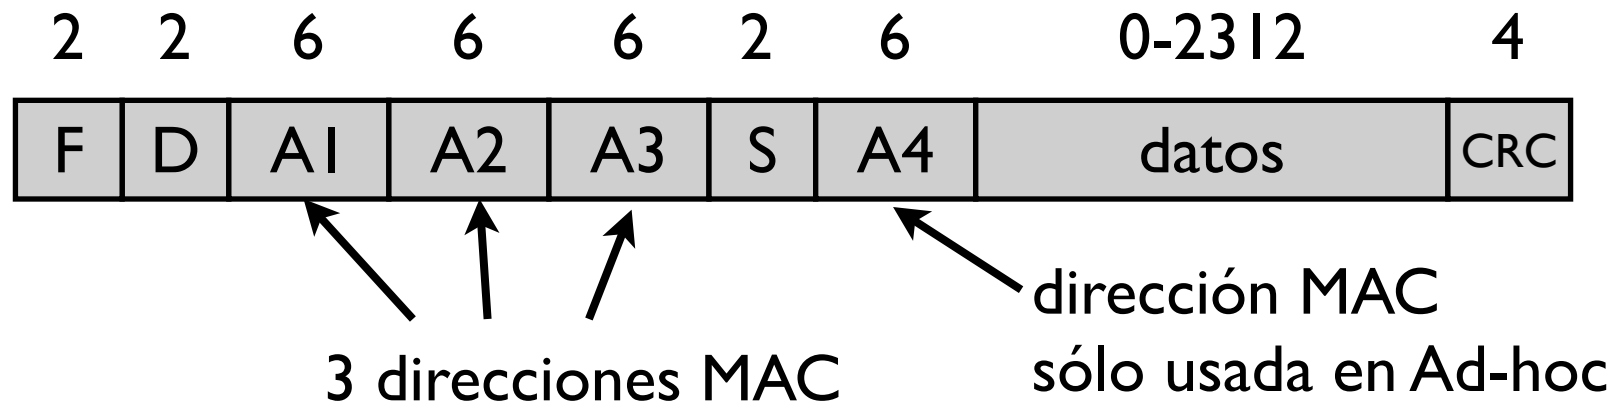 2 2 6 6 6 2 6 0-2312 4
F D A1 A2 A3 S A4 datos CRC
3 direcciones MAC
dirección MAC
sólo usada en Ad-hoc